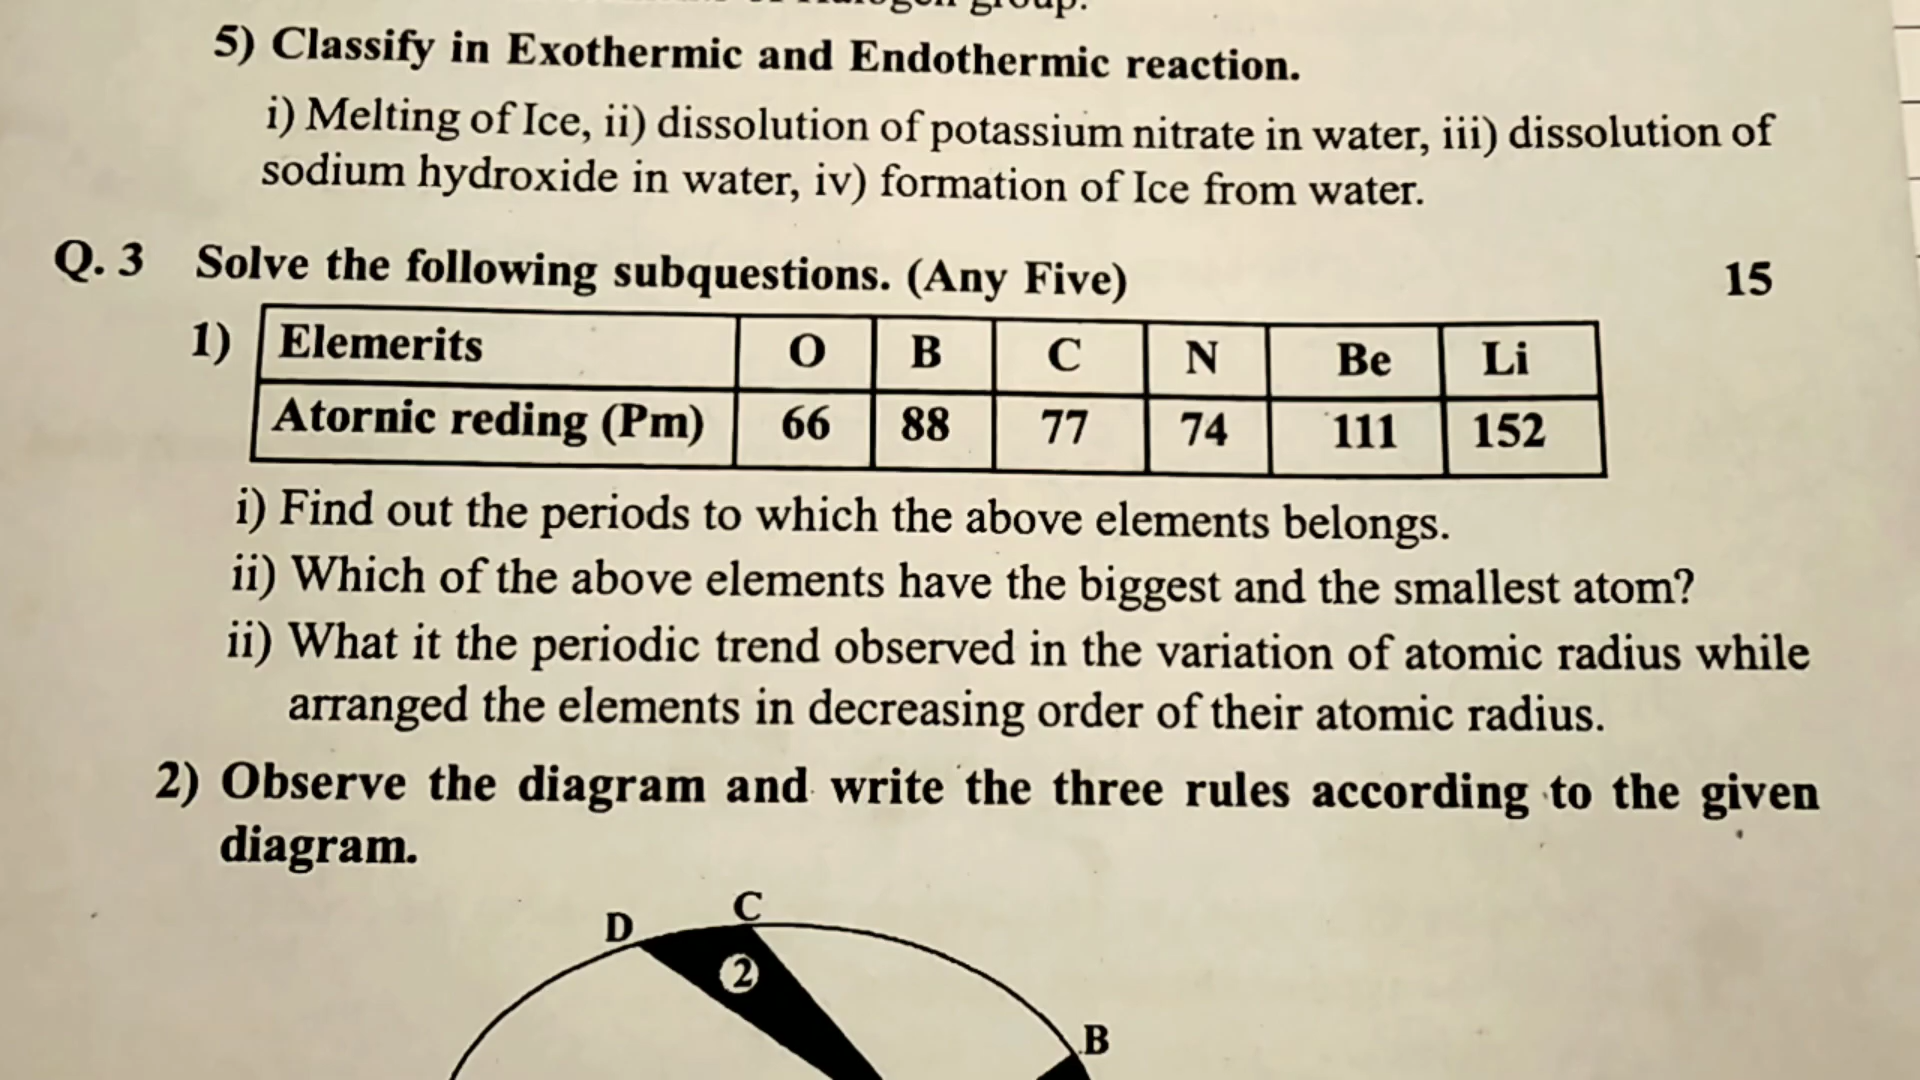 group.
5) Classify in Exothermic and Endothermic reaction.
i) Melting of Ice, ii) dissolution of potassium nitrate in water, iii) dissolution of
sodium hydroxide in water, iv) formation of Ice from water.
Q. 3 Solve the following subquestions. (Any Five) 15
1) Elemerits O B C N Be Li
Atornic reding (Pm) 66 88 77 74 111 152
i) Find out the periods to which the above elements belongs.
ii) Which of the above elements have the biggest and the smallest atom?
ii) What it the periodic trend observed in the variation of atomic radius while
arranged the elements in decreasing order of their atomic radius.
2) Observe the diagram and write the three rules according to the given
diagram.
C
D
2
B